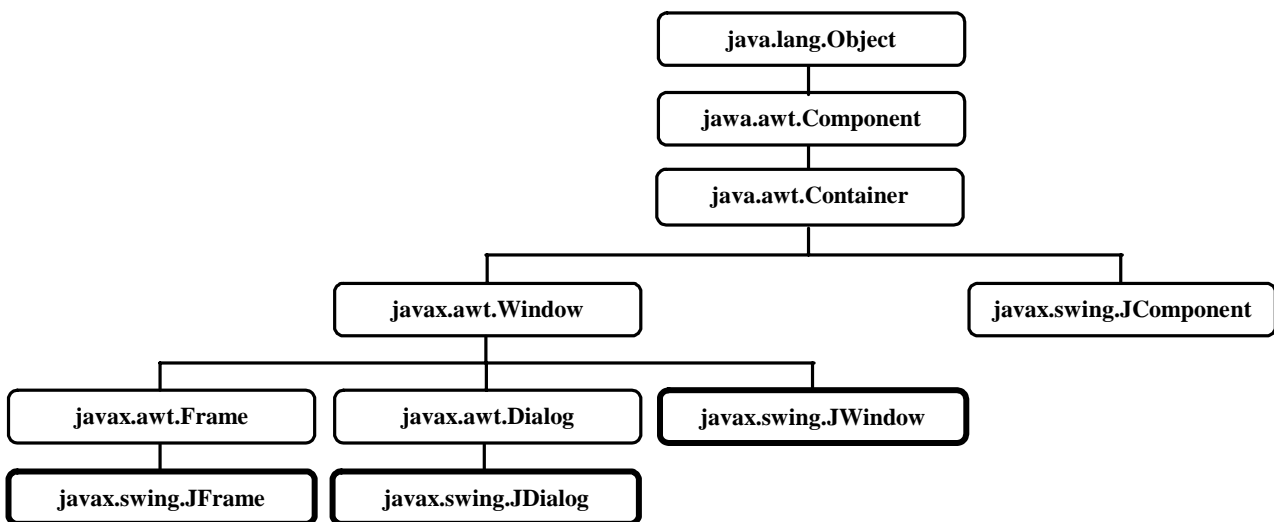 java.lang.Object
jawa.awt.Component
java.awt.Container
javax.awt.Window
javax.swing.JComponent
javax.awt.Frame
javax.awt.Dialog
javax.swing.JWindow
javax.swing.JFrame
javax.swing.JDialog